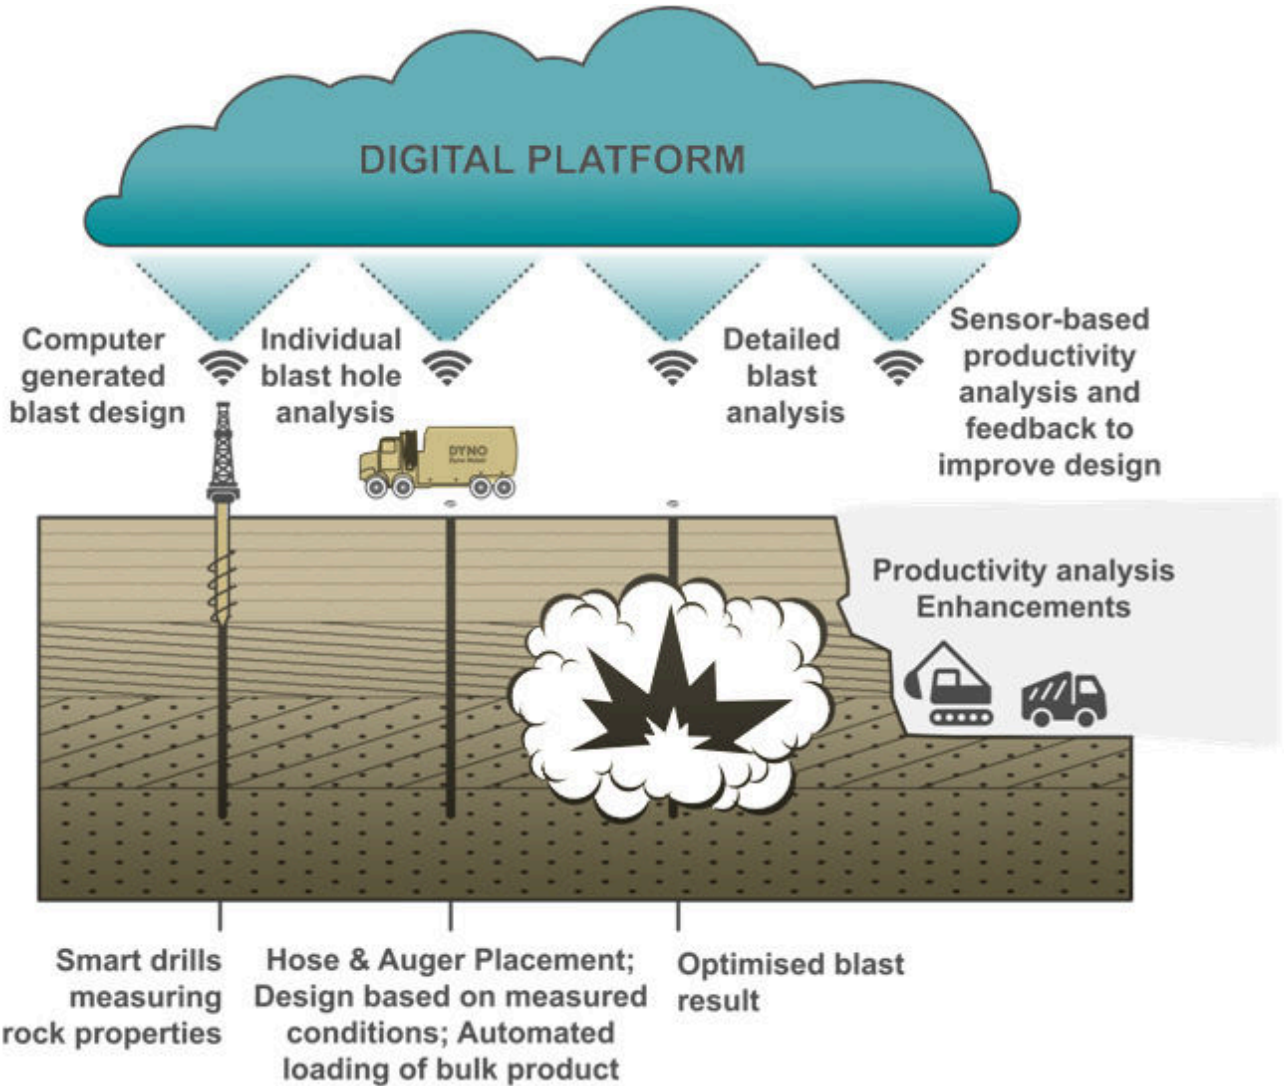 DIGITAL PLATFORM
Computer
generated
blast design
Individual
blast hole
analysis
Detailed
blast
analysis
Sensor-based
productivity
analysis and
feedback to
improve design
DYNO
Dyno Nobel
Productivity analysis
Enhancements
Smart drills
measuring
rock properties
Hose & Auger Placement;
Design based on measured
conditions; Automated
loading of bulk product
Optimised blast
result